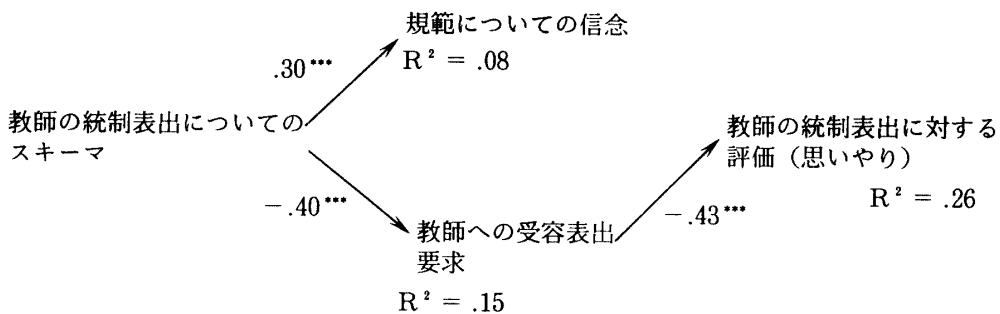 規範についての信念
R² = .08
.30***
教師の統制表出についての
スキーマ
教師の統制表出に対する
評価（思いやり）
R² = .26
－.40***
－.43***
教師への受容表出
要求
R² = .15